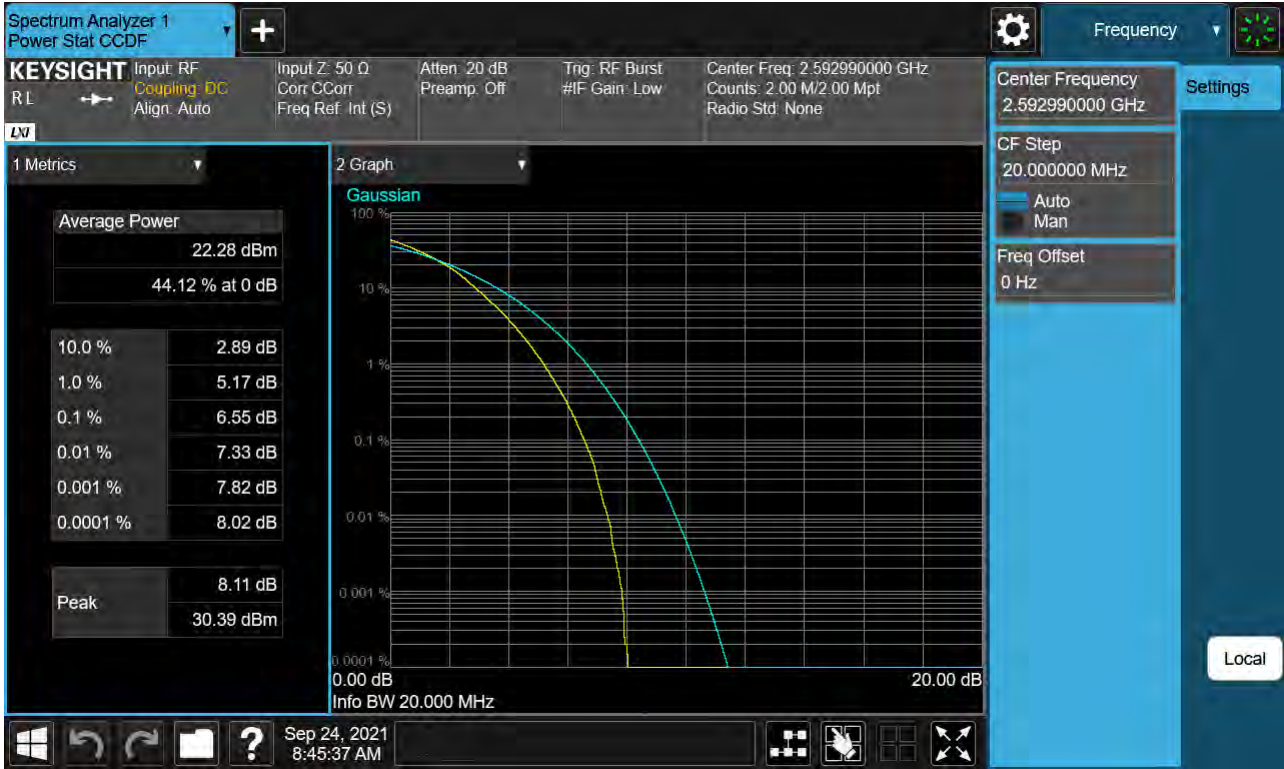 Spectrum Analyzer 1
Power Stat CCDF
+
Frequency
KEYSIGHT
RL
LXI
Input: RF
Coupling: DC
Align: Auto
Input Z: 50 Ω
Corr CCorr
Freq Ref: Int (S)
Atten: 20 dB
Preamp: Off
Trig: RF Burst
#IF Gain: Low
Center Freq: 2.592990000 GHz
Counts: 2.00 M/2.00 Mpt
Radio Std: None
Center Frequency
2.592990000 GHz
Settings
CF Step
20.000000 MHz
Auto
Man
Freq Offset
0 Hz
Local
1 Metrics
Average Power
22.28 dBm
44.12 % at 0 dB
10.0 % 2.89 dB
1.0 % 5.17 dB
0.1 % 6.55 dB
0.01 % 7.33 dB
0.001 % 7.82 dB
0.0001 % 8.02 dB
Peak 8.11 dB
30.39 dBm
2 Graph
Gaussian
100 %
10 %
1 %
0.1 %
0.01 %
0.001 %
0.0001 %
0.00 dB 20.00 dB
Info BW 20.000 MHz
?
Sep 24, 2021
8:45:37 AM